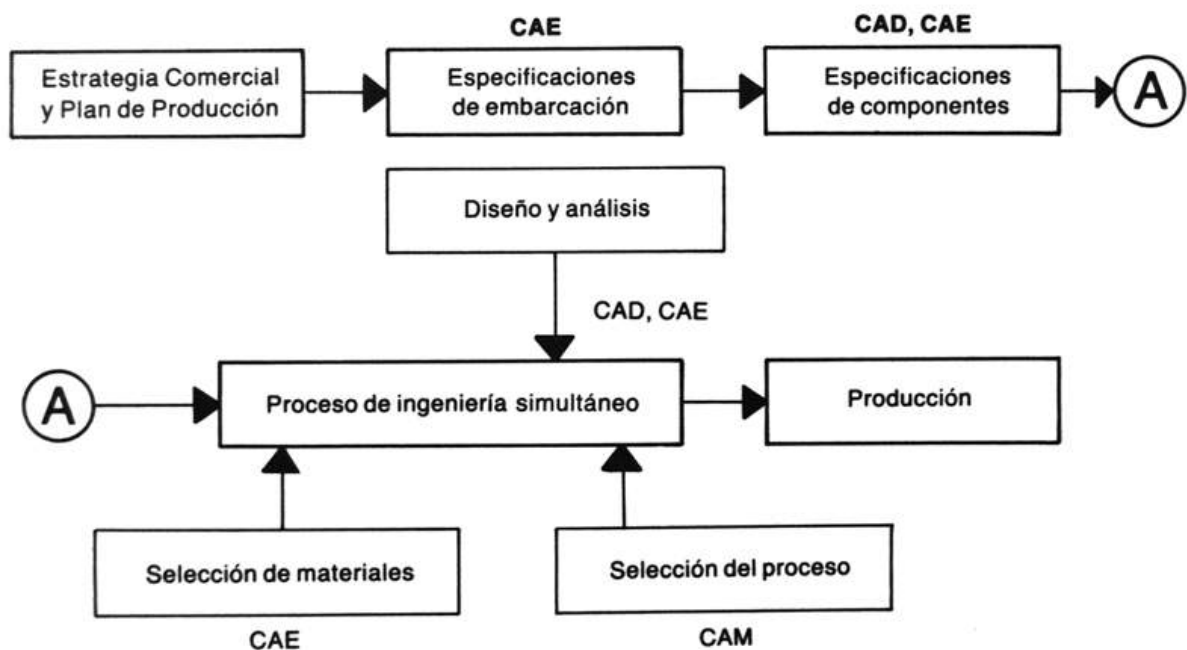 CAE
CAD, CAE
Estrategia Comercial
y Plan de Producción
Especificaciones
de embarcación
Especificaciones
de componentes
A
Diseño y análisis
CAD, CAE
A
Proceso de ingeniería simultáneo
Producción
Selección de materiales
Selección del proceso
CAE
CAM